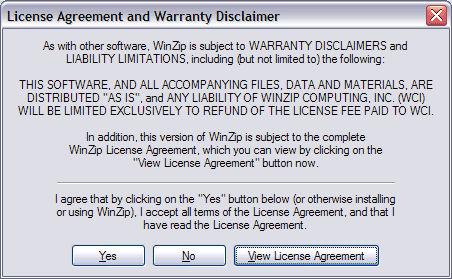 License Agreement and Warranty Disclaimer
As with other software, WinZip is subject to WARRANTY DISCLAIMERS and
LIABILITY LIMITATIONS, including (but not limited to) the following:
THIS SOFTWARE, AND ALL ACCOMPANYING FILES, DATA AND MATERIALS, ARE
DISTRIBUTED "AS IS", and ANY LIABILITY OF WINZIP COMPUTING, INC. (WCI)
WILL BE LIMITED EXCLUSIVELY TO REFUND OF THE LICENSE FEE PAID TO WCI.
In addition, this version of WinZip is subject to the complete
WinZip License Agreement, which you can view by clicking on the
"View License Agreement" button now.
I agree that by clicking on the "Yes" button below (or otherwise installing
or using WinZip), I accept all terms of the License Agreement, and that I
have read the License Agreement.
Yes No View License Agreement